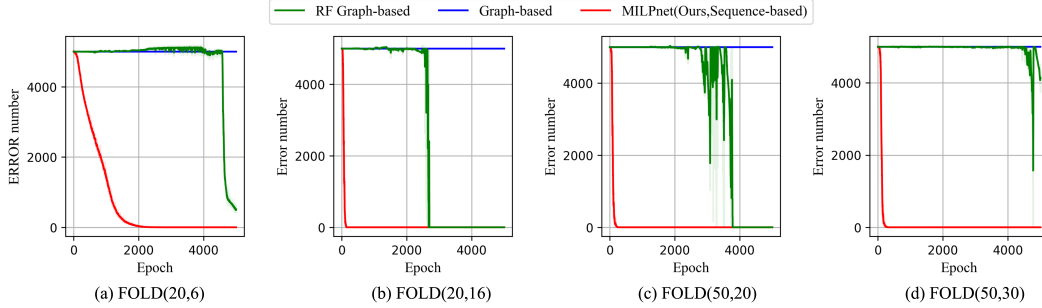 RF Graph-based Graph-based MILPnet(Ours,Sequence-based)
ERROR number
4000
2000
0
0 2000 4000
Epoch
(a) FOLD(20,6)
Error number
4000
2000
0
0 2000 4000
Epoch
(b) FOLD(20,16)
Error number
4000
2000
0
0 2000 4000
Epoch
(c) FOLD(50,20)
Error number
4000
2000
0
0 2000 4000
Epoch
(d) FOLD(50,30)